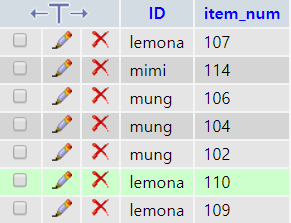 ID item_num
lemona 107
mimi 114
mung 106
mung 104
mung 102
lemona 110
lemona 109